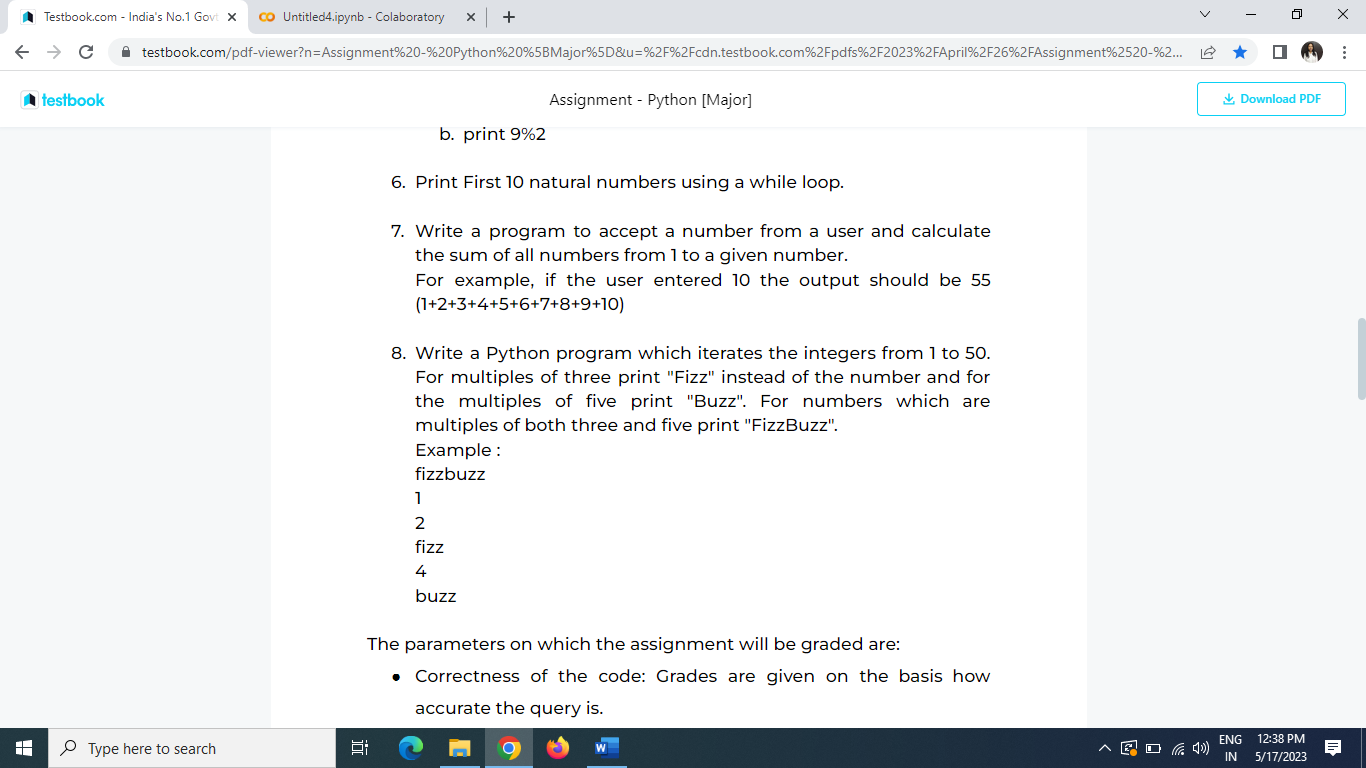 Testbook.com - India's No.1 Govt
Untitled4.ipynb - Colaboratory
testbook.com/pdf-viewer?n=Assignment%20-%20Python%20%5BMajor%5D&u=%2F%2Fcdn.testbook.com%2Fpdfs%2F2023%2FApril%2F26%2FAssignment%2520-%2...
testbook
Assignment - Python [Major]
Download PDF
b. print 9%2
6. Print First 10 natural numbers using a while loop.
7. Write a program to accept a number from a user and calculate
the sum of all numbers from 1 to a given number.
For example, if the user entered 10 the output should be 55
(1+2+3+4+5+6+7+8+9+10)
8. Write a Python program which iterates the integers from 1 to 50.
For multiples of three print "Fizz" instead of the number and for
the multiples of five print "Buzz". For numbers which are
multiples of both three and five print "FizzBuzz".
Example :
fizzbuzz
1
2
fizz
4
buzz
The parameters on which the assignment will be graded are:
● Correctness of the code: Grades are given on the basis how
accurate the query is.
Type here to search
W
ENG
IN
12:38 PM
5/17/2023